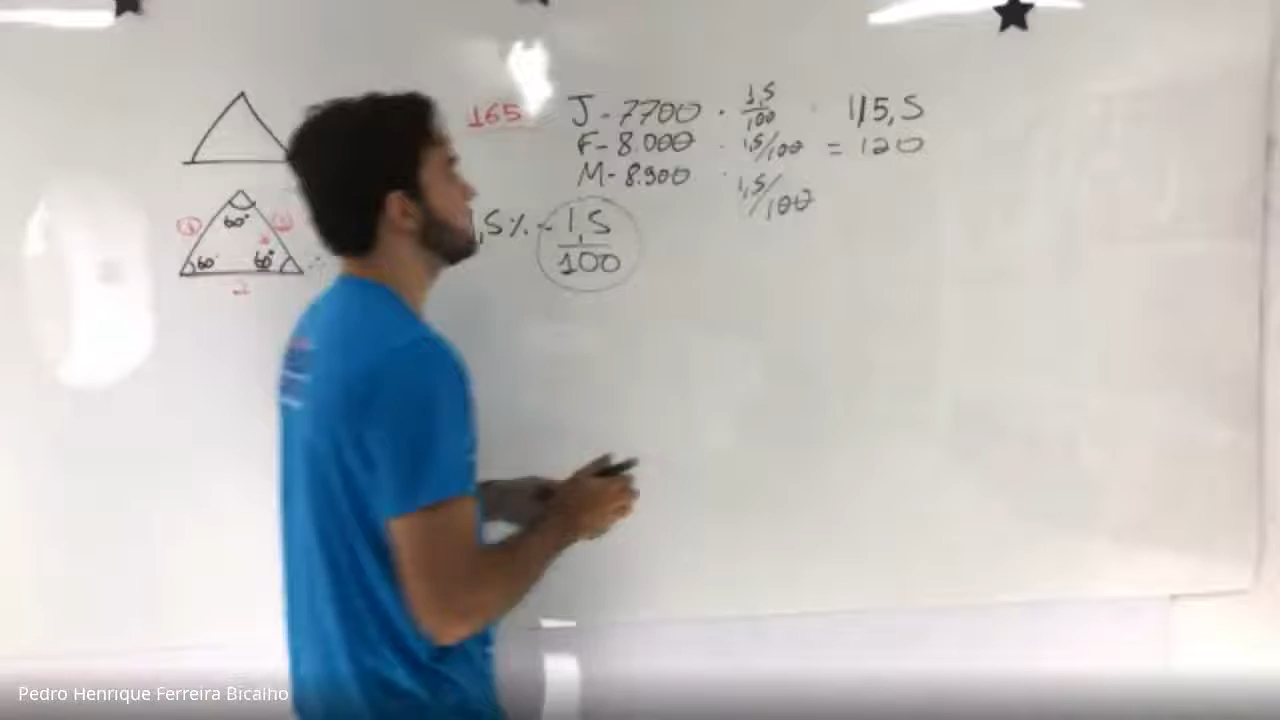 165 J - 7700 · 1,5/100 · 115,5
F - 8.000 · 1,5/100 = 120
M - 8.900 · 1,5/100
,5% - 1,5/100
60°
60° 60°
2
Pedro Henrique Ferreira Bicalho